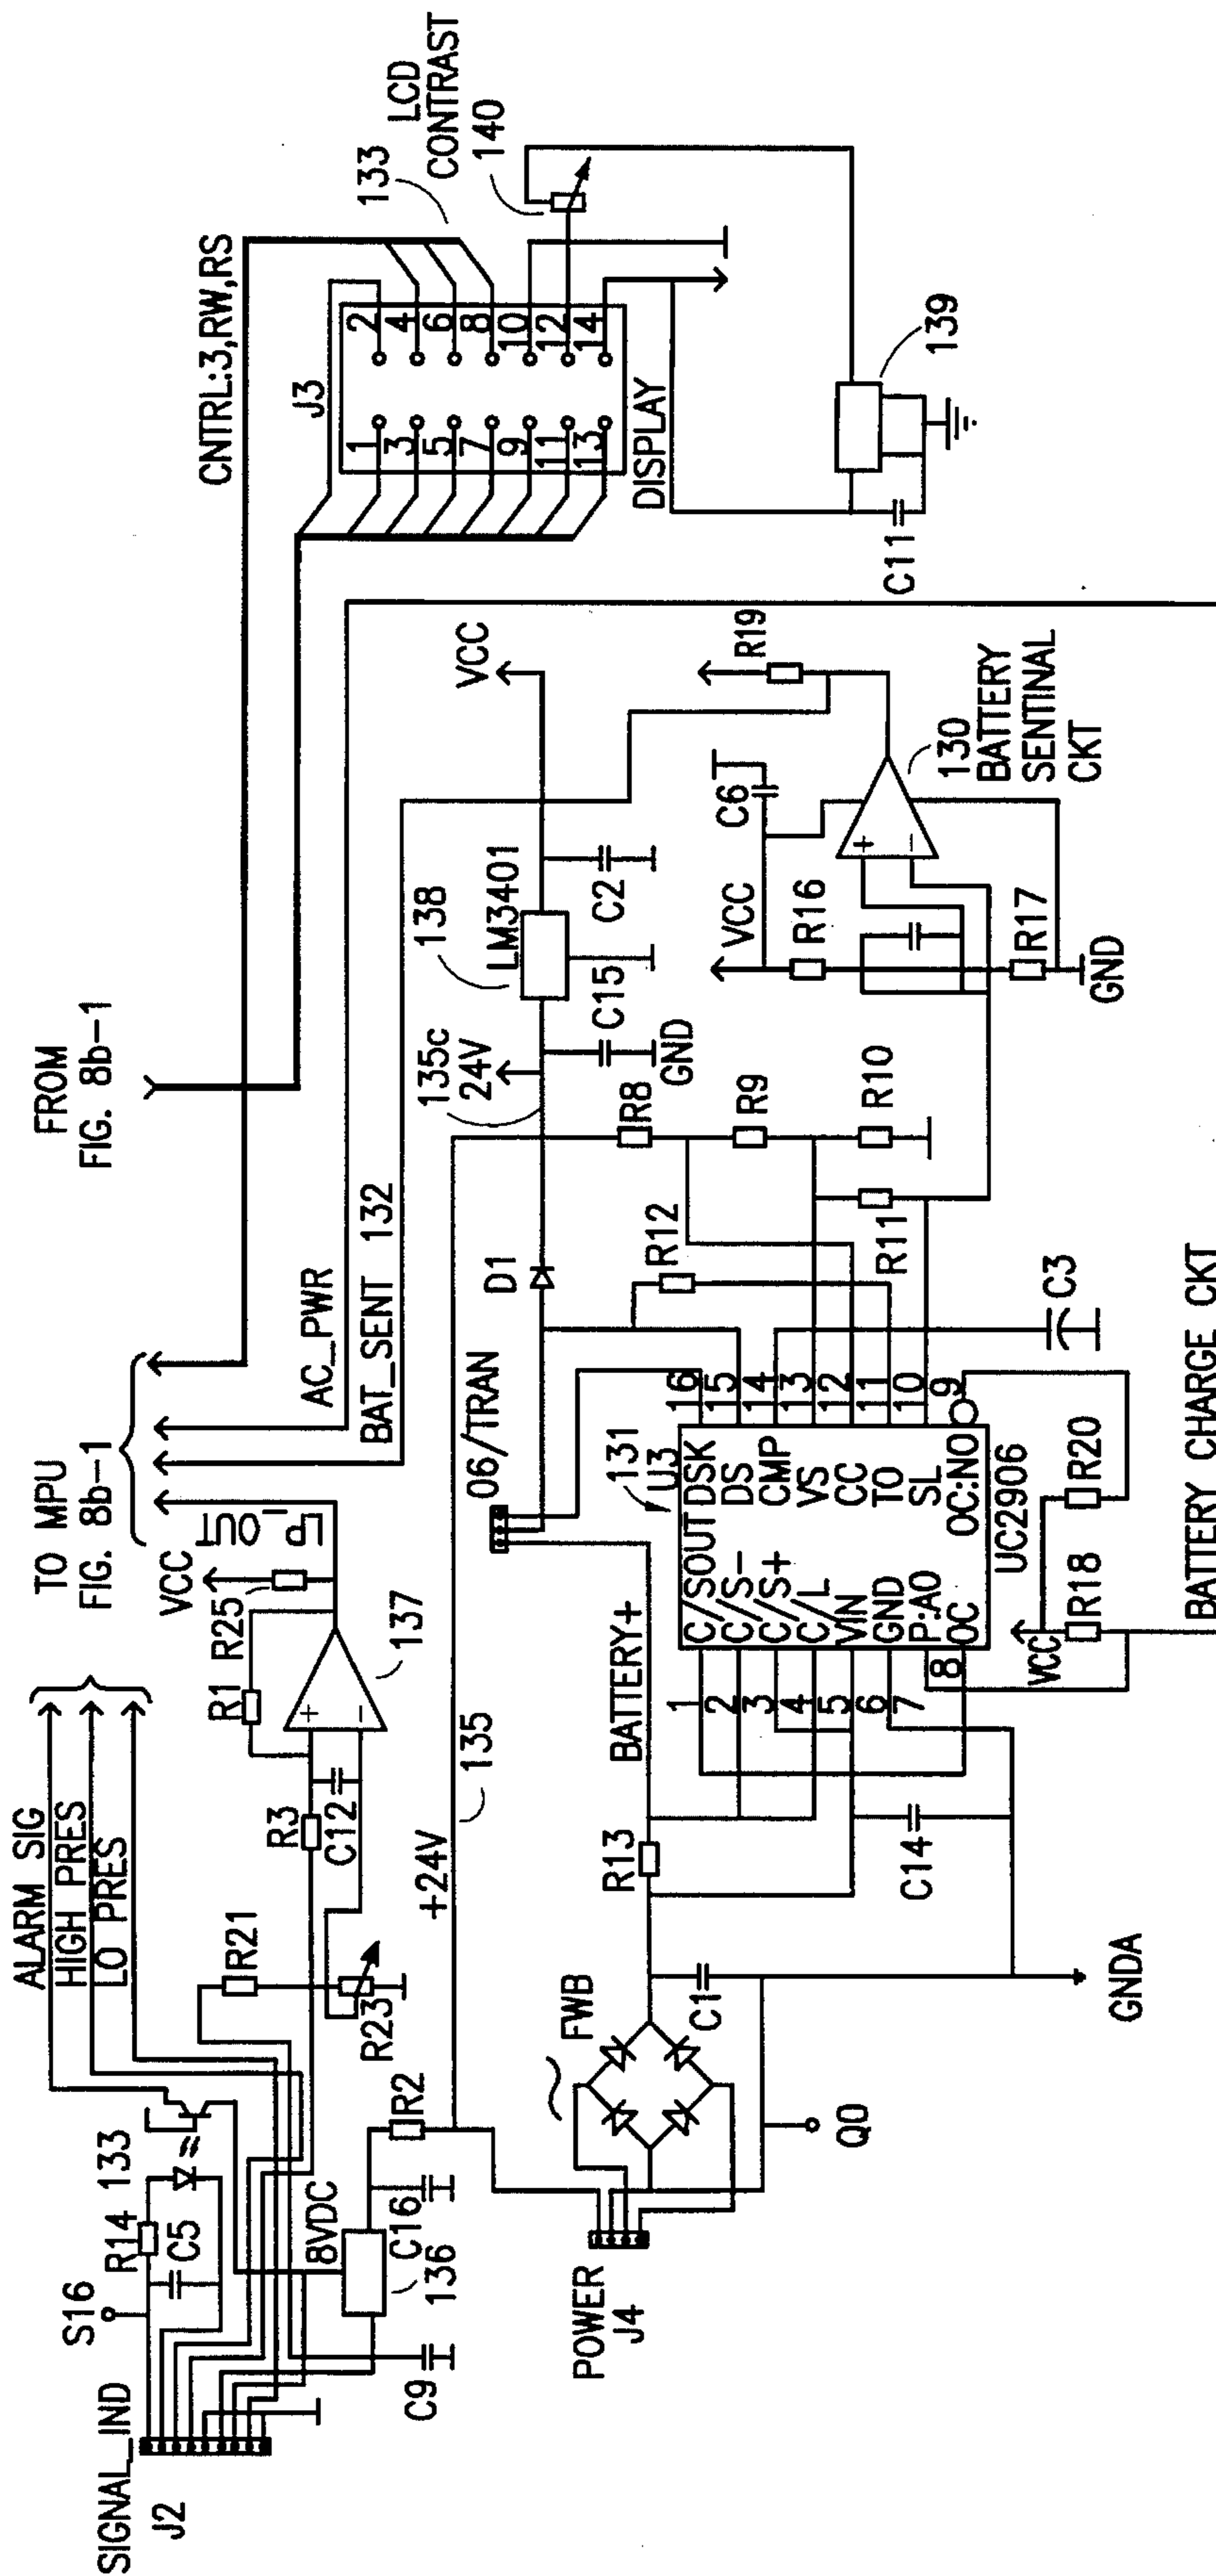 SIGNAL_IND
J2
S16
R14
C5
133
8VDC
136
C16
C9
R2
ALARM SIG
HIGH PRES
LO PRES
R21
R23
R3
C12
R1
R25
VCC
LP_OUT
137
TO MPU
FIG. 8b-1
FROM
FIG. 8b-1
AC_PWR
BAT_SENT 132
+24V
135
CNTRL:3,RW,RS
133
LCD
CONTRAST
140
J3
1
3
5
7
9
11
13
2
4
6
8
10
12
14
DISPLAY
C11
139
POWER
J4
FWB
C1
Q0
GNDA
R13
C14
BATTERY+
06/TRAN
D1
135c
24V
C15
GND
138
LM3401
C2
VCC
R12
R8
R9
R10
R11
C3
131
U3
1
2
3
4
5
6
7
8
C/SOUT
C/S-
C/S+
C/L
VIN
GND
P:AO
OC
DSK
DS
CMP
VS
CC
TO
SL
OC:NO
16
15
14
13
12
11
10
9
UC2906
VCC
R18
R20
BATTERY CHARGE CKT
VCC
C6
R16
R17
GND
R19
130
BATTERY
SENTINAL
CKT